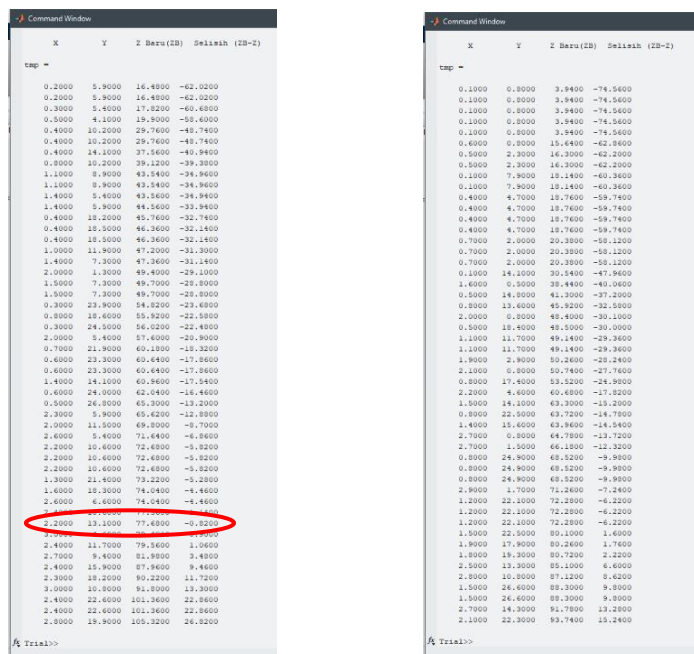 Command Window
X Y Z Baru(ZB) Selisih (ZB-Z)
tmp =
0.2000 5.9000 16.4800 -62.0200
0.2000 5.9000 16.4800 -62.0200
0.3000 5.4000 17.8200 -60.6800
0.5000 4.1000 19.9000 -58.6000
0.4000 10.2000 29.7600 -48.7400
0.4000 10.2000 29.7600 -48.7400
0.4000 14.1000 37.5600 -40.9400
0.8000 10.2000 39.1200 -39.3800
1.1000 8.9000 43.5400 -34.9600
1.1000 8.9000 43.5400 -34.9600
1.4000 5.4000 43.5600 -34.9400
1.4000 5.9000 44.5600 -33.9400
0.4000 18.2000 45.7600 -32.7400
0.4000 18.5000 46.3600 -32.1400
0.4000 18.5000 46.3600 -32.1400
1.0000 11.9000 47.2000 -31.3000
1.4000 7.3000 47.3600 -31.1400
2.0000 1.3000 49.4000 -29.1000
1.5000 7.3000 49.7000 -28.8000
1.5000 7.3000 49.7000 -28.8000
0.3000 23.9000 54.8200 -23.6800
0.8000 18.6000 55.9200 -22.5800
0.3000 24.5000 56.0200 -22.4800
2.0000 5.4000 57.6000 -20.9000
0.7000 21.9000 60.1800 -18.3200
0.6000 23.3000 60.6400 -17.8600
0.6000 23.3000 60.6400 -17.8600
1.4000 14.1000 60.9600 -17.5400
0.6000 24.0000 62.0400 -16.4600
0.5000 26.8000 65.3000 -13.2000
2.3000 5.9000 65.6200 -12.8800
2.0000 11.5000 69.8000 -8.7000
2.6000 5.4000 71.6400 -6.8600
2.2000 10.6000 72.6800 -5.8200
2.2000 10.6000 72.6800 -5.8200
2.2000 10.6000 72.6800 -5.8200
1.3000 21.4000 73.2200 -5.2800
1.6000 18.3000 74.0400 -4.4600
2.6000 6.6000 74.0400 -4.4600
2.2000 13.1000 77.6800 -0.8200
2.4000 11.7000 79.5600 1.0600
2.7000 9.4000 81.9800 3.4800
2.4000 15.9000 87.9600 9.4600
2.3000 18.2000 90.2200 11.7200
3.0000 10.8000 91.8000 13.3000
2.4000 22.6000 101.3600 22.8600
2.4000 22.6000 101.3600 22.8600
2.8000 19.9000 105.3200 26.8200
fx Trial>>
Command Window
X Y Z Baru(ZB) Selisih (ZB-Z)
tmp =
0.1000 0.8000 3.9400 -74.5600
0.1000 0.8000 3.9400 -74.5600
0.1000 0.8000 3.9400 -74.5600
0.1000 0.8000 3.9400 -74.5600
0.6000 0.8000 15.6400 -62.8600
0.5000 2.3000 16.3000 -62.2000
0.5000 2.3000 16.3000 -62.2000
0.1000 7.9000 18.1400 -60.3600
0.1000 7.9000 18.1400 -60.3600
0.4000 4.7000 18.7600 -59.7400
0.4000 4.7000 18.7600 -59.7400
0.4000 4.7000 18.7600 -59.7400
0.4000 4.7000 18.7600 -59.7400
0.7000 2.0000 20.3800 -58.1200
0.7000 2.0000 20.3800 -58.1200
0.7000 2.0000 20.3800 -58.1200
0.1000 14.1000 30.5400 -47.9600
1.6000 0.5000 38.4400 -40.0600
0.5000 14.8000 41.3000 -37.2000
0.8000 13.6000 45.9200 -32.5800
2.0000 0.8000 48.4000 -30.1000
0.5000 18.4000 48.5000 -30.0000
1.1000 11.7000 49.1400 -29.3600
1.1000 11.7000 49.1400 -29.3600
1.9000 2.9000 50.2600 -28.2400
2.1000 0.8000 50.7400 -27.7600
0.8000 17.4000 53.5200 -24.9800
2.2000 4.6000 60.6800 -17.8200
1.5000 14.1000 63.3000 -15.2000
0.8000 22.5000 63.7200 -14.7800
1.4000 15.6000 63.9600 -14.5400
2.7000 0.8000 64.7800 -13.7200
2.7000 1.5000 66.1800 -12.3200
0.8000 24.9000 68.5200 -9.9800
0.8000 24.9000 68.5200 -9.9800
0.8000 24.9000 68.5200 -9.9800
2.9000 1.7000 71.2600 -7.2400
1.2000 22.1000 72.2800 -6.2200
1.2000 22.1000 72.2800 -6.2200
1.2000 22.1000 72.2800 -6.2200
1.5000 22.5000 80.1000 1.6000
1.9000 17.9000 80.2600 1.7600
1.8000 19.3000 80.7200 2.2200
2.5000 13.3000 85.1000 6.6000
2.8000 10.8000 87.1200 8.6200
1.5000 26.6000 88.3000 9.8000
1.5000 26.6000 88.3000 9.8000
2.7000 14.3000 91.7800 13.2800
2.1000 22.3000 93.7400 15.2400
fx Trial>>